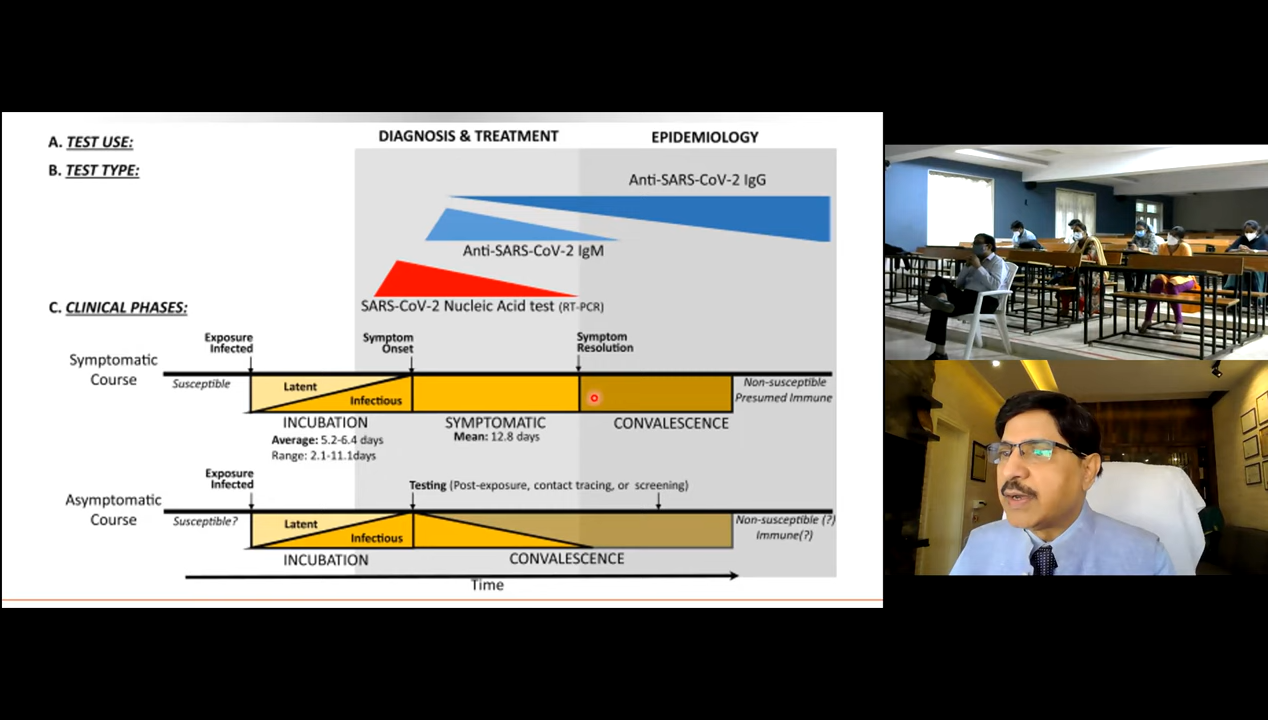 A. TEST USE:
DIAGNOSIS & TREATMENT
EPIDEMIOLOGY
B. TEST TYPE:
Anti-SARS-CoV-2 IgG
Anti-SARS-CoV-2 IgM
SARS-CoV-2 Nucleic Acid test (RT-PCR)
C. CLINICAL PHASES:
Exposure
Infected
Symptom
Onset
Symptom
Resolution
Symptomatic
Course
Susceptible
Latent
Infectious
Non-susceptible
Presumed Immune
INCUBATION
Average: 5.2-6.4 days
Range: 2.1-11.1days
SYMPTOMATIC
Mean: 12.8 days
CONVALESCENCE
Exposure
Infected
Testing (Post-exposure, contact tracing, or screening)
Asymptomatic
Course
Susceptible?
Latent
Infectious
Non-susceptible (?)
Immune(?)
INCUBATION
CONVALESCENCE
Time